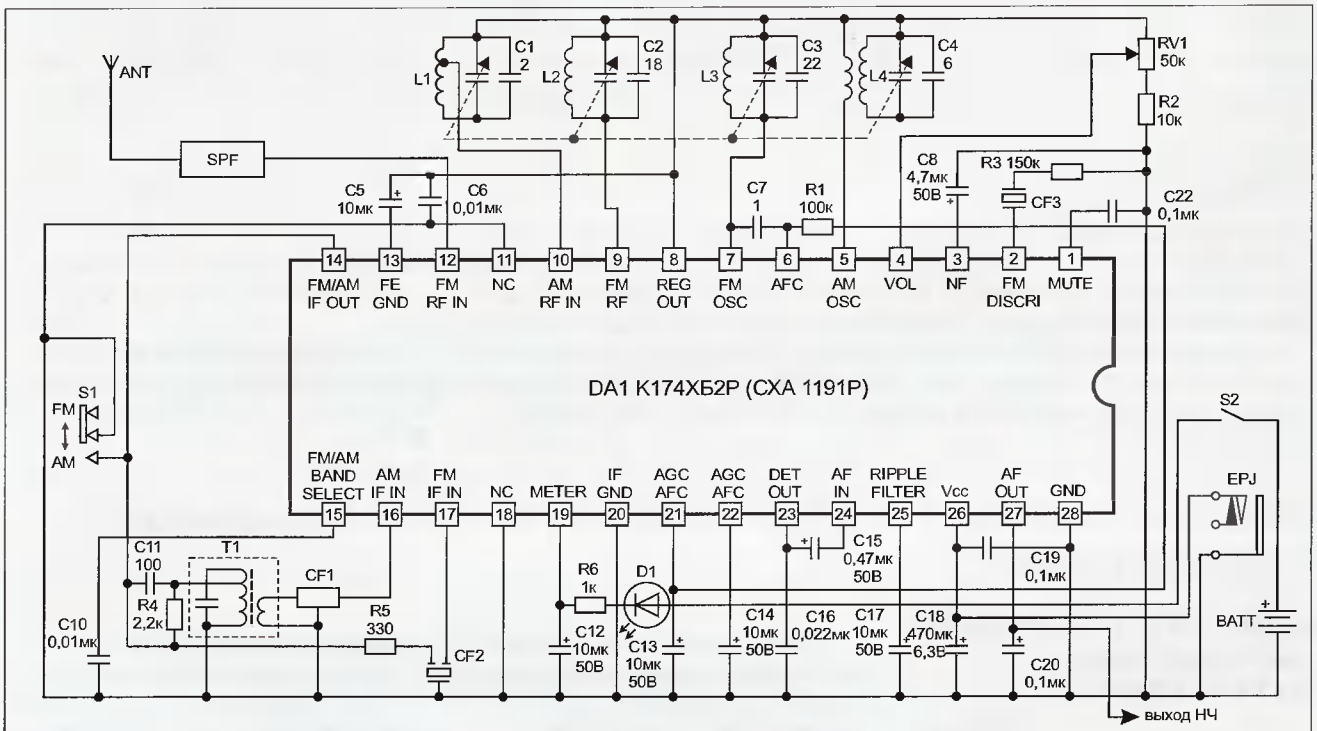 ANT
SPF
L1
C1
2
L2
C2
18
L3
C3
22
L4
C4
6
RV1
50к
R2
10к
C5
10мк
+
C6
0,01мк
C7
1
R1
100к
C8
4,7мк
50В
+
R3 150к
CF3
C22
0,1мк
14
13
12
11
10
9
8
7
6
5
4
3
2
1
FM/AM
IF OUT
FE
GND
FM
RF IN
NC
AM
RF IN
FM
RF
REG
OUT
FM
OSC
AFC
AM
OSC
VOL
NF
FM
DISCRI
MUTE
DA1 К174ХБ2Р (CXA 1191P)
S1
FM
AM
S2
EPJ
BATT
+
FM/AM
BAND
SELECT
AM
IF IN
FM
IF IN
NC
METER
IF
GND
AGC
AFC
AGC
AFC
DET
OUT
AF
IN
RIPPLE
FILTER
Vcc
AF
OUT
GND
15
16
17
18
19
20
21
22
23
24
25
26
27
28
C10
0,01мк
C11
100
R4
2,2к
T1
CF1
R5
330
CF2
R6
1к
D1
C12
10мк
50В
+
C13
10мк
50В
+
C14
10мк
50В
+
C15
0,47мк
50В
+
C16
0,022мк
C17
10мк
50В
+
C18
470мк
6,3В
+
C19
0,1мк
C20
0,1мк
+
выход НЧ